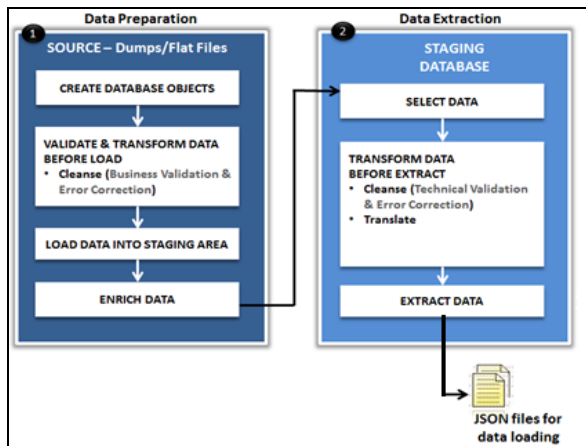 Data Preparation
1
SOURCE – Dumps/Flat Files
CREATE DATABASE OBJECTS
VALIDATE & TRANSFORM DATA
BEFORE LOAD
• Cleanse (Business Validation &
Error Correction)
LOAD DATA INTO STAGING AREA
ENRICH DATA
Data Extraction
2
STAGING
DATABASE
SELECT DATA
TRANSFORM DATA
BEFORE EXTRACT
• Cleanse (Technical Validation
& Error Correction)
• Translate
EXTRACT DATA
JSON files for
data loading